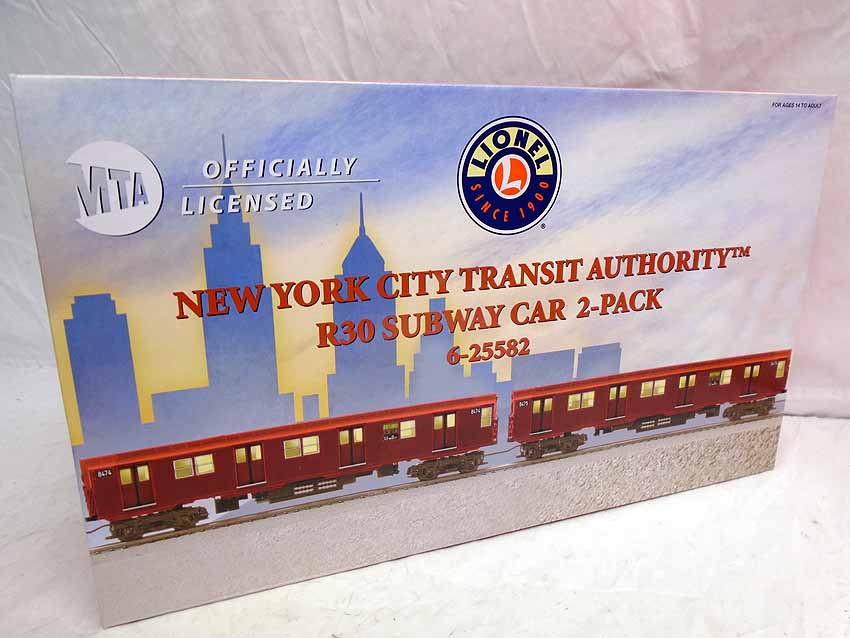 FOR AGES 14 TO ADULT
MTA
OFFICIALLY
LICENSED
LIONEL
L
SINCE 1900
®
NEW YORK CITY TRANSIT AUTHORITY™
R30 SUBWAY CAR 2-PACK
6-25582
8474
8474
8475
8475